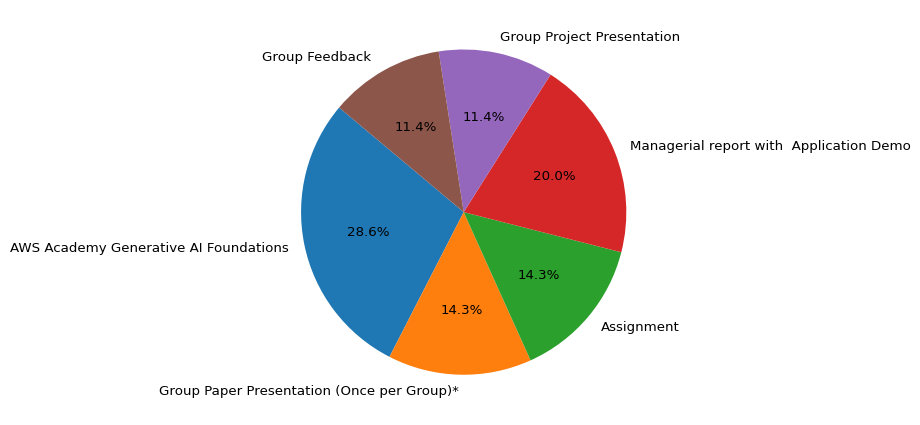 Group Project Presentation
Group Feedback
11.4%
11.4%
Managerial report with  Application Demo
20.0%
28.6%
AWS Academy Generative AI Foundations
14.3%
14.3%
Assignment
Group Paper Presentation (Once per Group)*